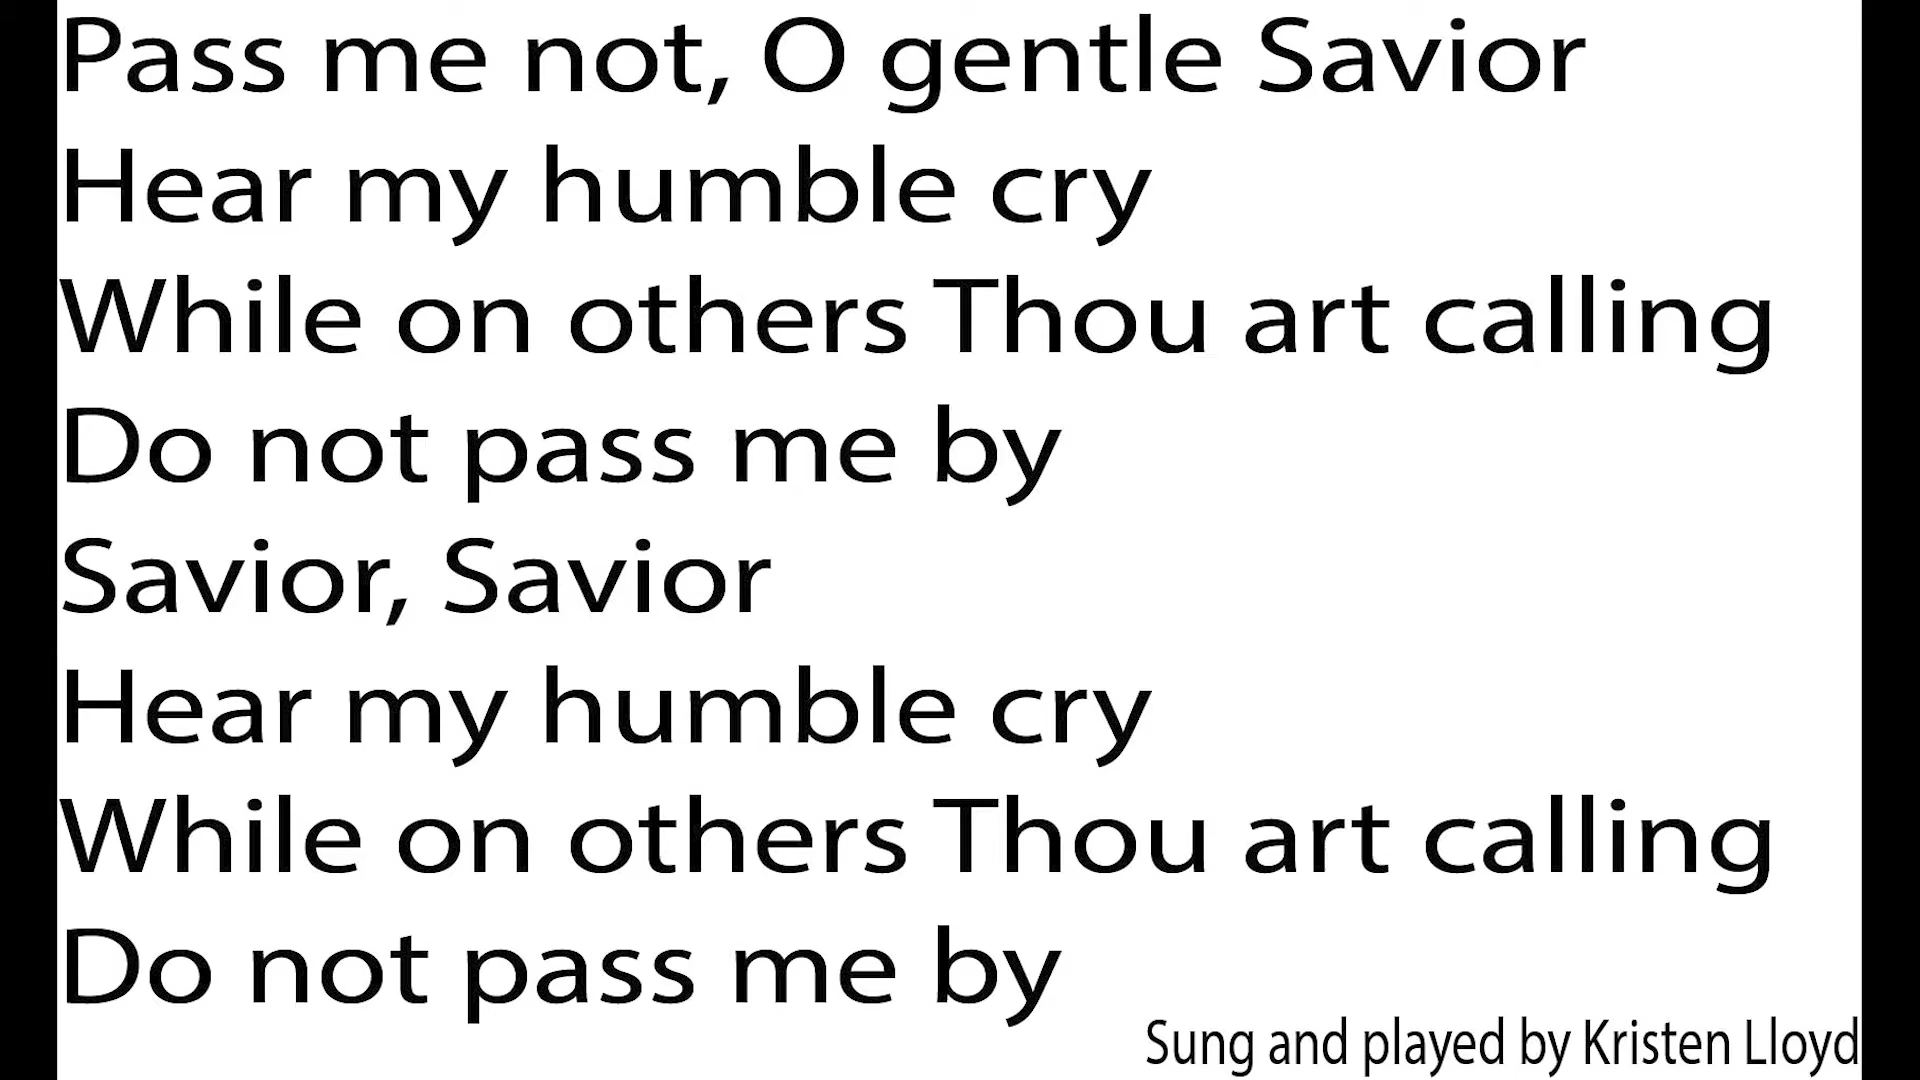 Pass me not, O gentle Savior
Hear my humble cry
While on others Thou art calling
Do not pass me by
Savior, Savior
Hear my humble cry
While on others Thou art calling
Do not pass me by
Sung and played by Kristen Lloyd